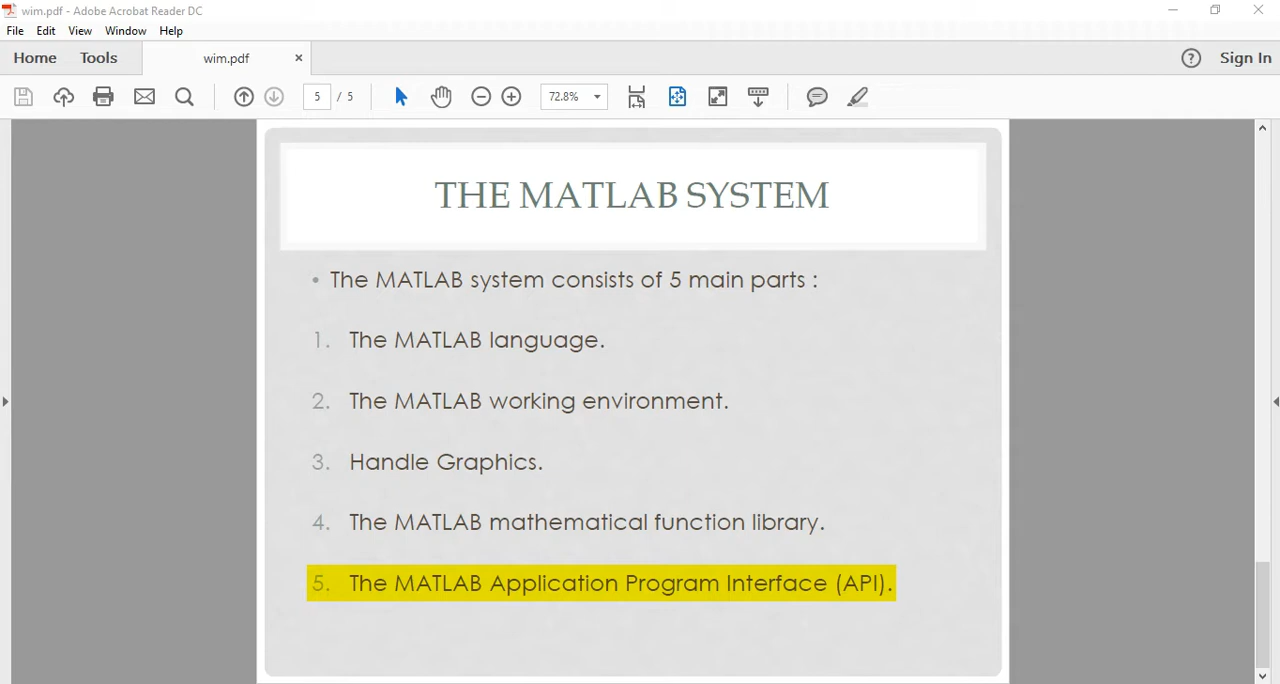 wim.pdf - Adobe Acrobat Reader DC
File Edit View Window Help
Home Tools wim.pdf × ? Sign In
5 / 5 72.8%
THE MATLAB SYSTEM
• The MATLAB system consists of 5 main parts :
1. The MATLAB language.
2. The MATLAB working environment.
3. Handle Graphics.
4. The MATLAB mathematical function library.
5. The MATLAB Application Program Interface (API).